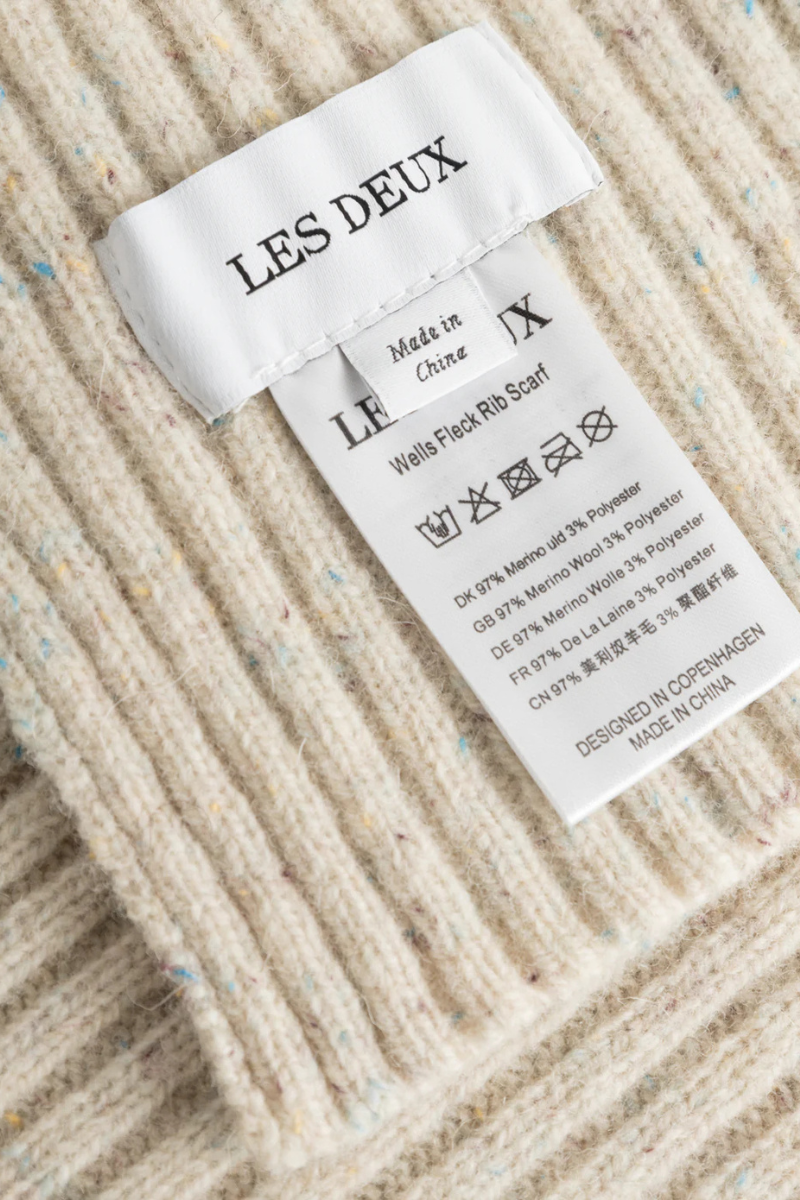 LES DEUX
Made in
China
LE UX
Wells Fleck Rib Scarf
DK 97% Merino uld 3% Polyester
GB 97% Merino Wool 3% Polyester
DE 97% Merino Wolle 3% Polyester
FR 97% De La Laine 3% Polyester
CN 97% 美利奴羊毛 3% 聚酯纤维
DESIGNED IN COPENHAGEN
MADE IN CHINA